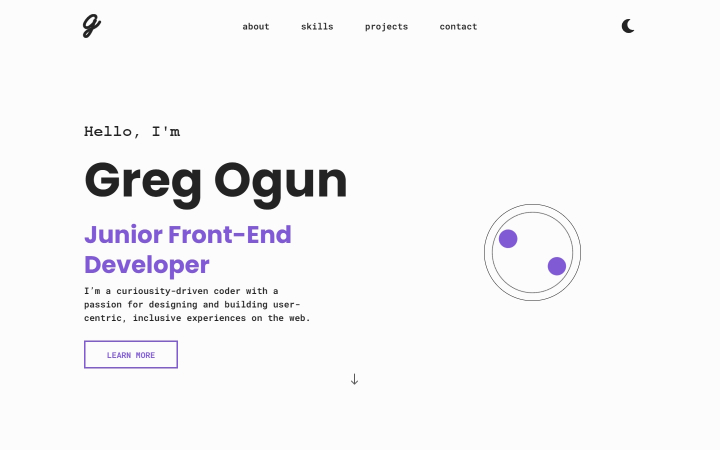 g
about skills projects contact
Hello, I'm
Greg Ogun
Junior Front-End
Developer
I'm a curiousity-driven coder with a
passion for designing and building user-
centric, inclusive experiences on the web.
LEARN MORE